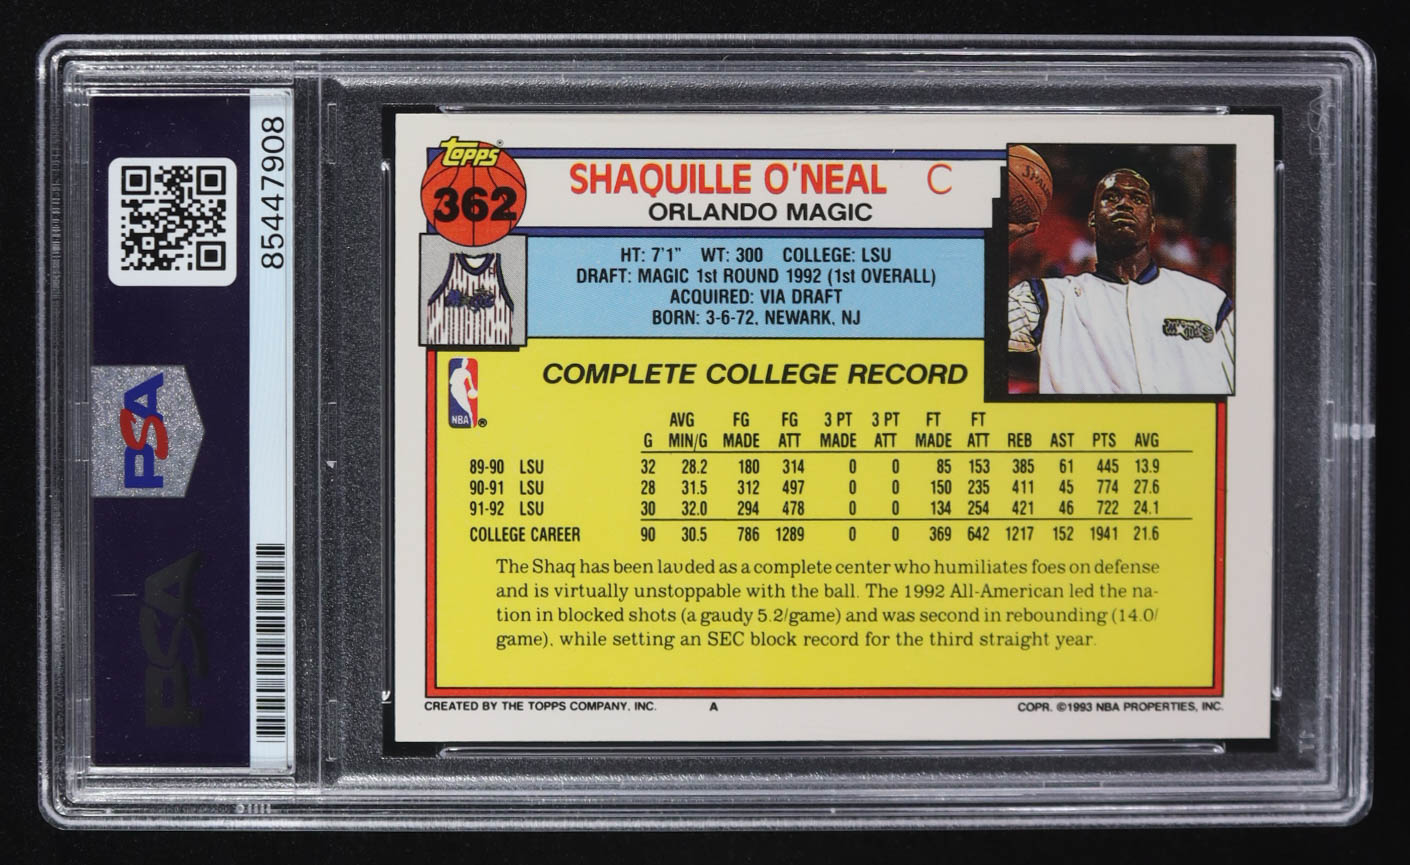 85447908
PSA
PSA
TOPPS
362
SHAQUILLE O'NEAL C
ORLANDO MAGIC
HT: 7'1" WT: 300 COLLEGE: LSU
DRAFT: MAGIC 1st ROUND 1992 (1st OVERALL)
ACQUIRED: VIA DRAFT
BORN: 3-6-72, NEWARK, NJ
SPALDING
Magic
Magic
NBA ®
COMPLETE COLLEGE RECORD
AVG FG FG 3 PT 3 PT FT FT
G MIN/G MADE ATT MADE ATT MADE ATT REB AST PTS AVG
89-90 LSU 32 28.2 180 314 0 0 85 153 385 61 445 13.9
90-91 LSU 28 31.5 312 497 0 0 150 235 411 45 774 27.6
91-92 LSU 30 32.0 294 478 0 0 134 254 421 46 722 24.1
COLLEGE CAREER 90 30.5 786 1289 0 0 369 642 1217 152 1941 21.6
The Shaq has been lauded as a complete center who humiliates foes on defense
and is virtually unstoppable with the ball. The 1992 All-American led the na-
tion in blocked shots (a gaudy 5.2/game) and was second in rebounding (14.0/
game), while setting an SEC block record for the third straight year.
CREATED BY THE TOPPS COMPANY, INC. A COPR. ©1993 NBA PROPERTIES, INC.